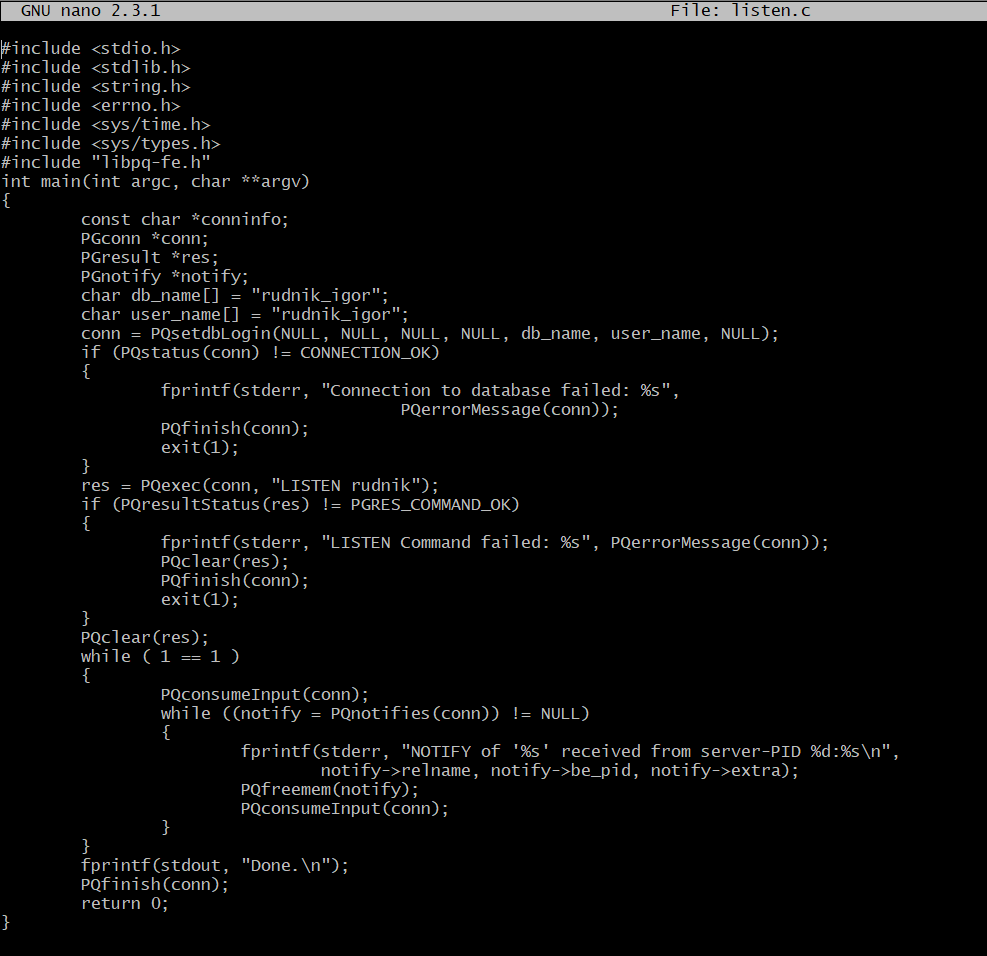 GNU nano 2.3.1 File: listen.c
#include <stdio.h>
#include <stdlib.h>
#include <string.h>
#include <errno.h>
#include <sys/time.h>
#include <sys/types.h>
#include "libpq-fe.h"
int main(int argc, char **argv)
{
        const char *conninfo;
        PGconn *conn;
        PGresult *res;
        PGnotify *notify;
        char db_name[] = "rudnik_igor";
        char user_name[] = "rudnik_igor";
        conn = PQsetdbLogin(NULL, NULL, NULL, NULL, db_name, user_name, NULL);
        if (PQstatus(conn) != CONNECTION_OK)
        {
                fprintf(stderr, "Connection to database failed: %s",
                                        PQerrorMessage(conn));
                PQfinish(conn);
                exit(1);
        }
        res = PQexec(conn, "LISTEN rudnik");
        if (PQresultStatus(res) != PGRES_COMMAND_OK)
        {
                fprintf(stderr, "LISTEN Command failed: %s", PQerrorMessage(conn));
                PQclear(res);
                PQfinish(conn);
                exit(1);
        }
        PQclear(res);
        while ( 1 == 1 )
        {
                PQconsumeInput(conn);
                while ((notify = PQnotifies(conn)) != NULL)
                {
                        fprintf(stderr, "NOTIFY of '%s' received from server-PID %d:%s\n",
                                notify->relname, notify->be_pid, notify->extra);
                        PQfreemem(notify);
                        PQconsumeInput(conn);
                }
        }
        fprintf(stdout, "Done.\n");
        PQfinish(conn);
        return 0;
}